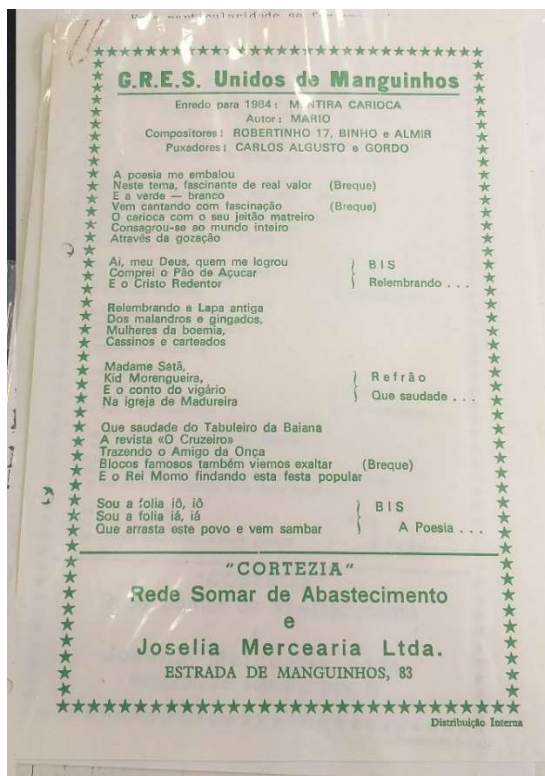 G.R.E.S. Unidos de Manguinhos
Enredo para 1984: MENTIRA CARIOCA
Autor: MARIO
Compositores: ROBERTINHO 17, BINHO e ALMIR
Puxadores: CARLOS ALGUSTO e GORDO
A poesia me embalou
Neste tema, fascinante de real valor (Breque)
E a verde — branco
Vem cantando com fascinação (Breque)
O carioca com o seu jeitão matreiro
Consagrou-se ao mundo inteiro
Através da gozação
Ai, meu Deus, quem me logrou
Comprei o Pão de Açucar BIS
E o Cristo Redentor Relembrando . . .
Relembrando e Lapa antiga
Dos malandros e gingados,
Mulheres da boemia,
Cassinos e carteados
Madame Satã,
Kid Morengueira, Refrão
E o conto do vigário
Na igreja de Madureira Que saudade . . .
Que saudade do Tabuleiro da Baiana
A revista «O Cruzeiro»
Trazendo o Amigo da Onça
Blocos famosos também viemos exaltar (Breque)
E o Rei Momo findando esta festa popular
Sou a folia iô, iô BIS
Sou a folia iá, iá
Que arrasta este povo e vem sambar A Poesia . . .
"CORTEZIA"
Rede Somar de Abastecimento
e
Joselia Mercearia Ltda.
ESTRADA DE MANGUINHOS, 83
Distribuição Interna